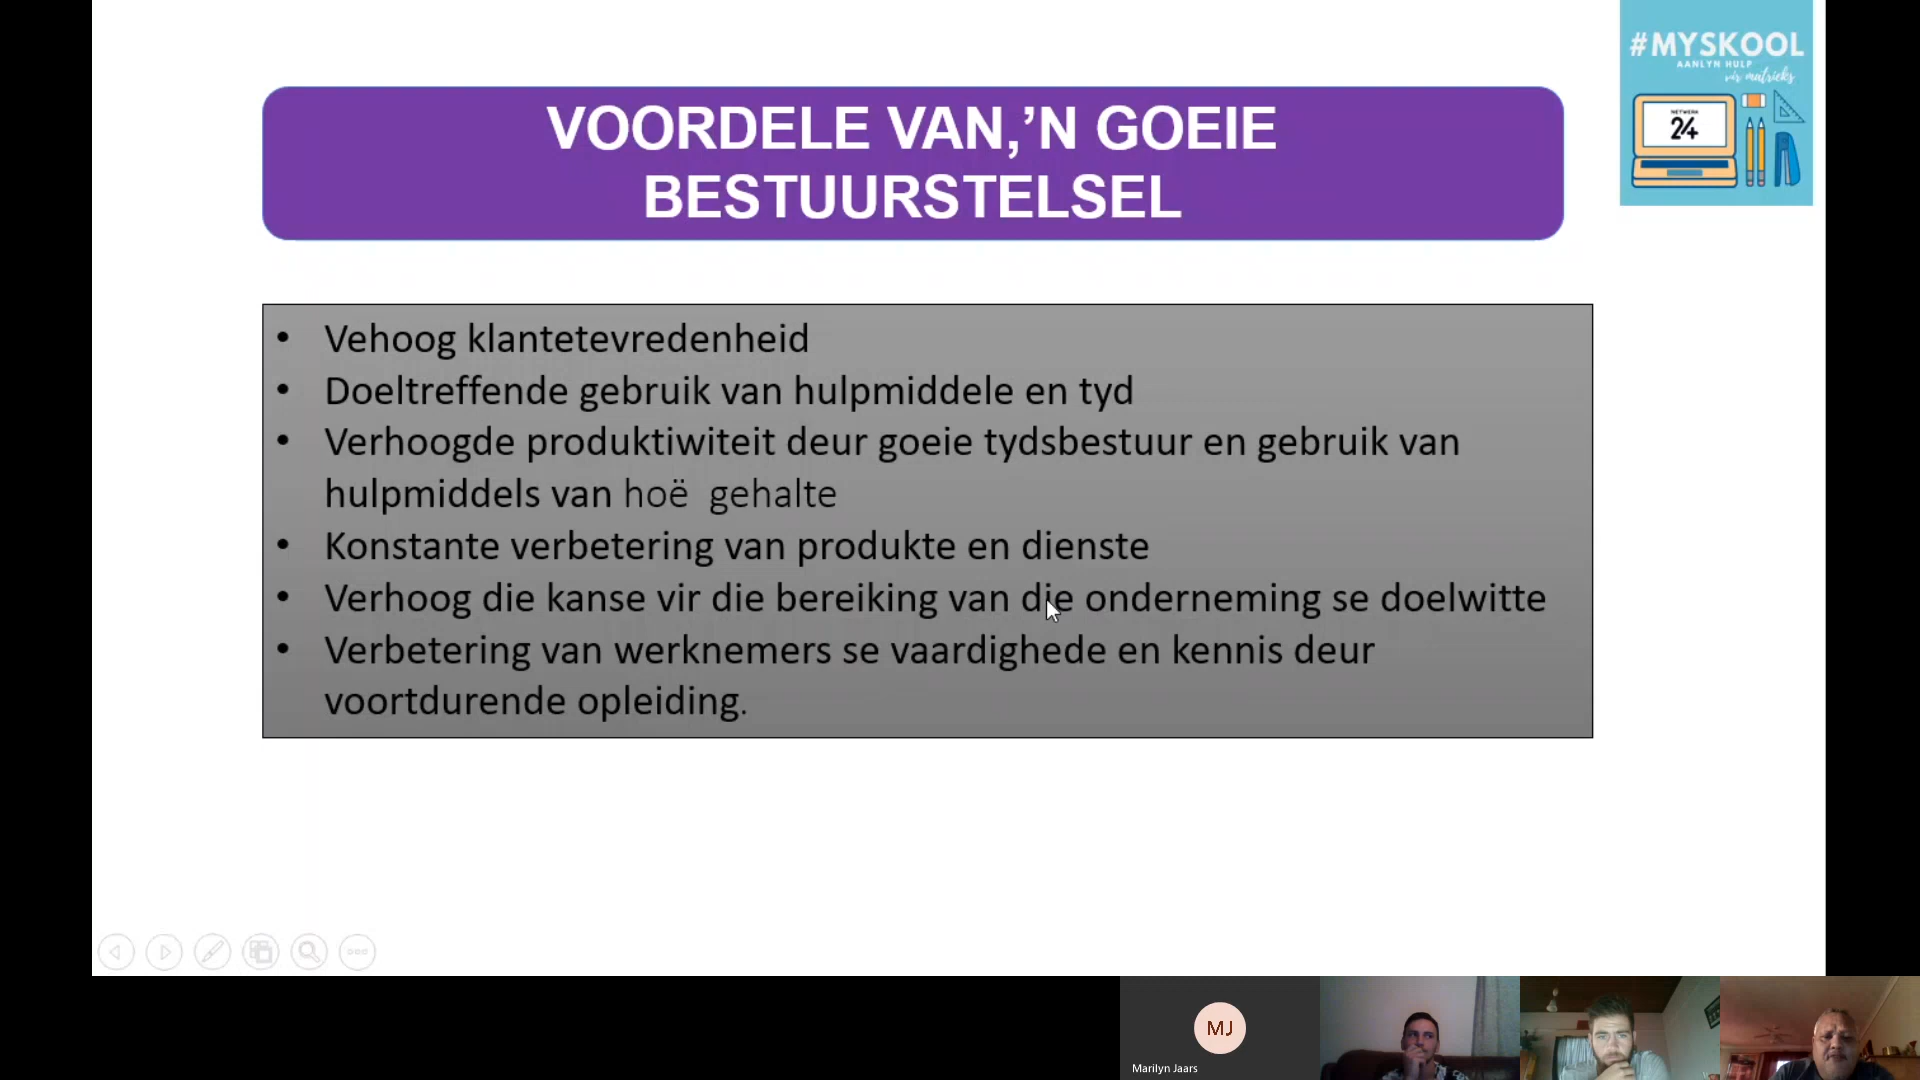 #MYSKOOL
AANLYN HULP
vir matrieks
NETWERK
24
VOORDELE VAN,’N GOEIE
BESTUURSTELSEL
• Vehoog klantetevredenheid
• Doeltreffende gebruik van hulpmiddele en tyd
• Verhoogde produktiwiteit deur goeie tydsbestuur en gebruik van
hulpmiddels van hoë  gehalte
• Konstante verbetering van produkte en dienste
• Verhoog die kanse vir die bereiking van die onderneming se doelwitte
• Verbetering van werknemers se vaardighede en kennis deur
voortdurende opleiding.
MJ
Marilyn Jaars